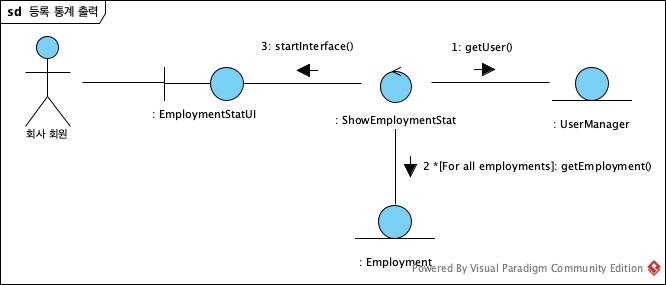 sd 등록 통계 출력
3: startInterface()
1: getUser()
: EmploymentStatUI
: ShowEmploymentStat
: UserManager
회사 회원
2 *[For all employments]: getEmployment()
: Employment
Powered By Visual Paradigm Community Edition